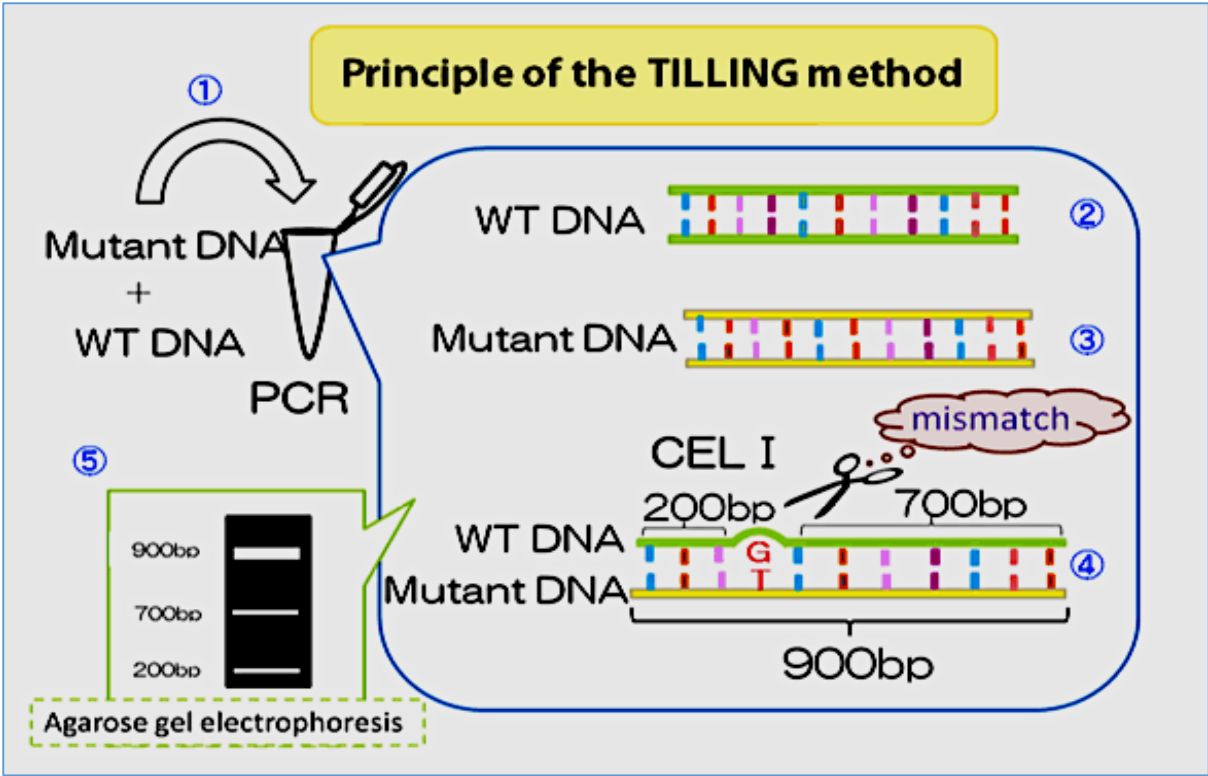 Principle of the TILLING method
①
Mutant DNA
+
WT DNA
PCR
WT DNA
②
Mutant DNA
③
mismatch
CEL I
200bp
700bp
WT DNA
G
T
Mutant DNA
④
900bp
⑤
900bp
700bp
200bp
Agarose gel electrophoresis